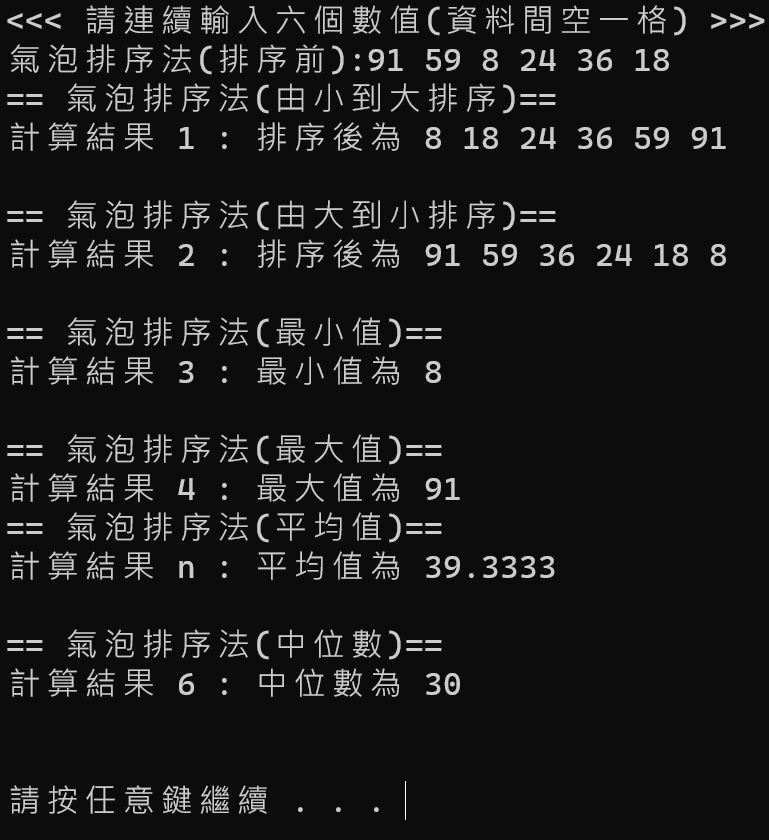 <<< 請連續輸入六個數值(資料間空一格) >>>
氣泡排序法(排序前):91 59 8 24 36 18
== 氣泡排序法(由小到大排序)==
計算結果 1 : 排序後為 8 18 24 36 59 91
== 氣泡排序法(由大到小排序)==
計算結果 2 : 排序後為 91 59 36 24 18 8
== 氣泡排序法(最小值)==
計算結果 3 : 最小值為 8
== 氣泡排序法(最大值)==
計算結果 4 : 最大值為 91
== 氣泡排序法(平均值)==
計算結果 n : 平均值為 39.3333
== 氣泡排序法(中位數)==
計算結果 6 : 中位數為 30
請按任意鍵繼續 . . .